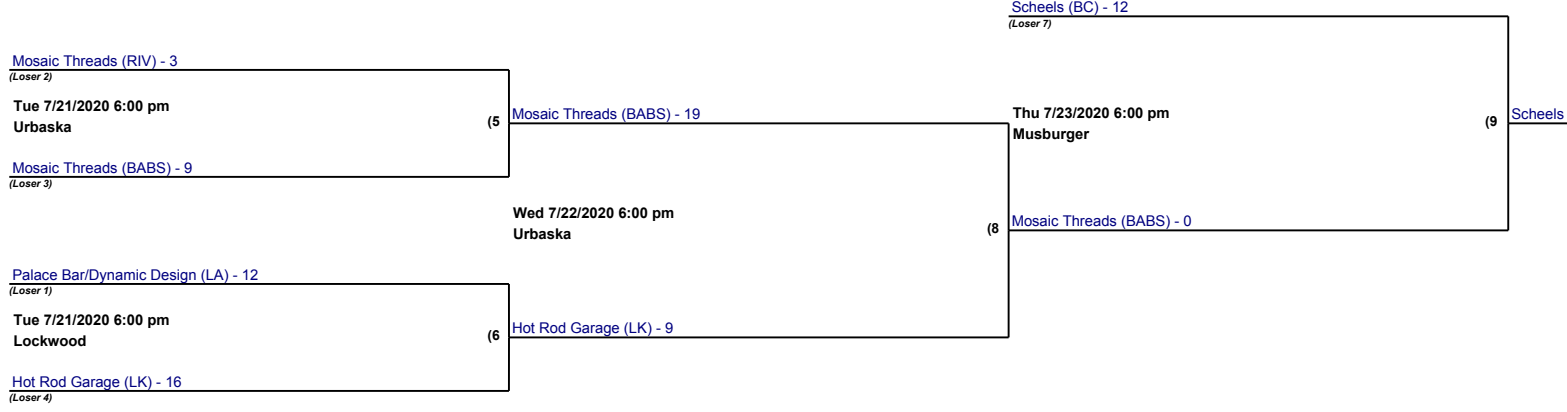 Scheels (BC) - 12
(Loser 7)
Mosaic Threads (RIV) - 3
(Loser 2)
Tue 7/21/2020 6:00 pm
Urbaska
(5
Mosaic Threads (BABS) - 19
Thu 7/23/2020 6:00 pm
Musburger
(9
Scheels
Mosaic Threads (BABS) - 9
(Loser 3)
Wed 7/22/2020 6:00 pm
Urbaska
(8
Mosaic Threads (BABS) - 0
Palace Bar/Dynamic Design (LA) - 12
(Loser 1)
Tue 7/21/2020 6:00 pm
Lockwood
(6
Hot Rod Garage (LK) - 9
Hot Rod Garage (LK) - 16
(Loser 4)